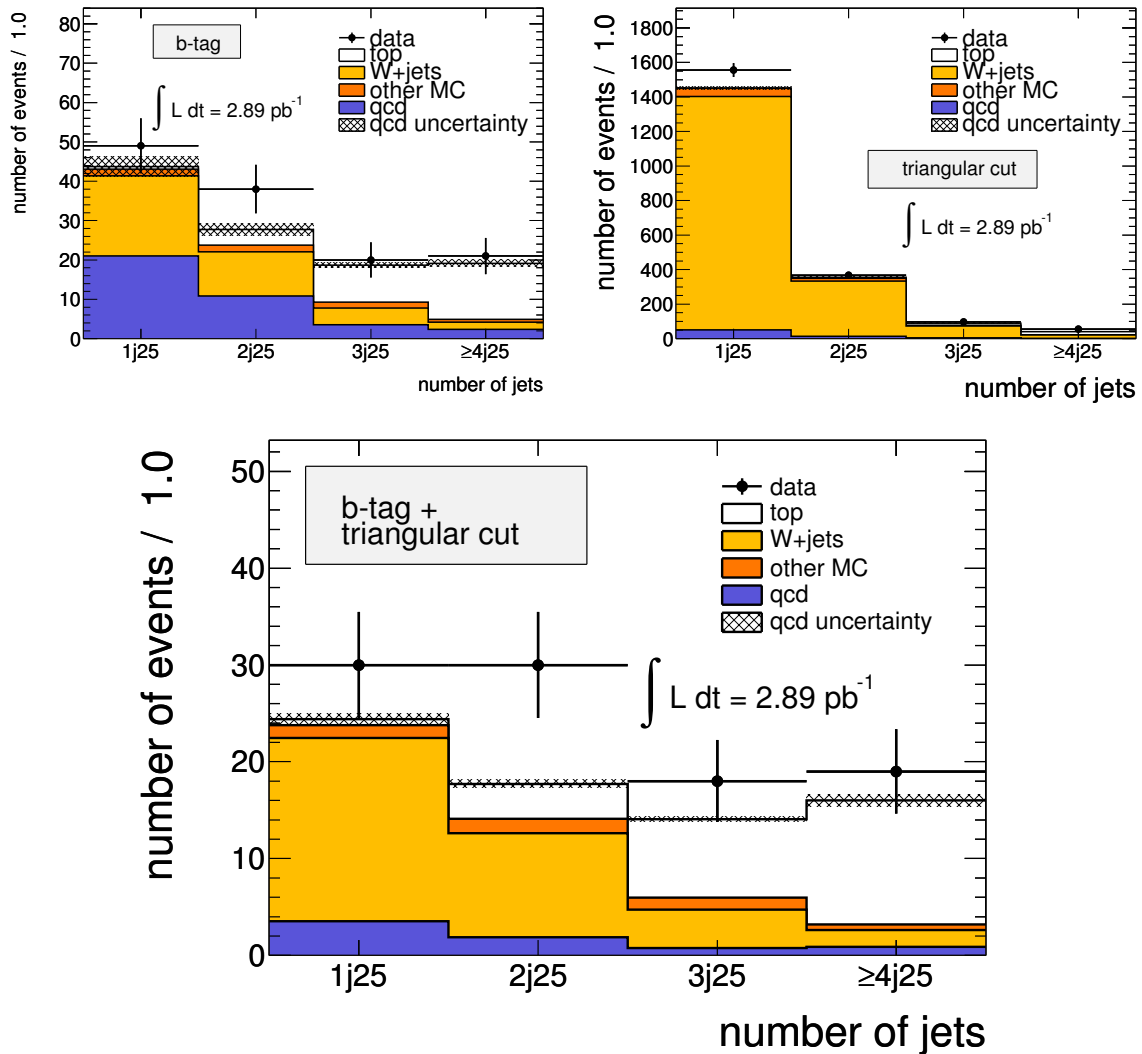 number of events / 1.0
80
70
60
50
40
30
20
10
0
b-tag
∫ L dt = 2.89 pb⁻¹
data
top
W+jets
other MC
qcd
qcd uncertainty
1j25 2j25 3j25 ≥4j25
number of jets
number of events / 1.0
1800
1600
1400
1200
1000
800
600
400
200
0
data
top
W+jets
other MC
qcd
qcd uncertainty
triangular cut
∫ L dt = 2.89 pb⁻¹
1j25 2j25 3j25 ≥4j25
number of jets
number of events / 1.0
50
40
30
20
10
0
b-tag +
triangular cut
data
top
W+jets
other MC
qcd
qcd uncertainty
∫ L dt = 2.89 pb⁻¹
1j25 2j25 3j25 ≥4j25
number of jets